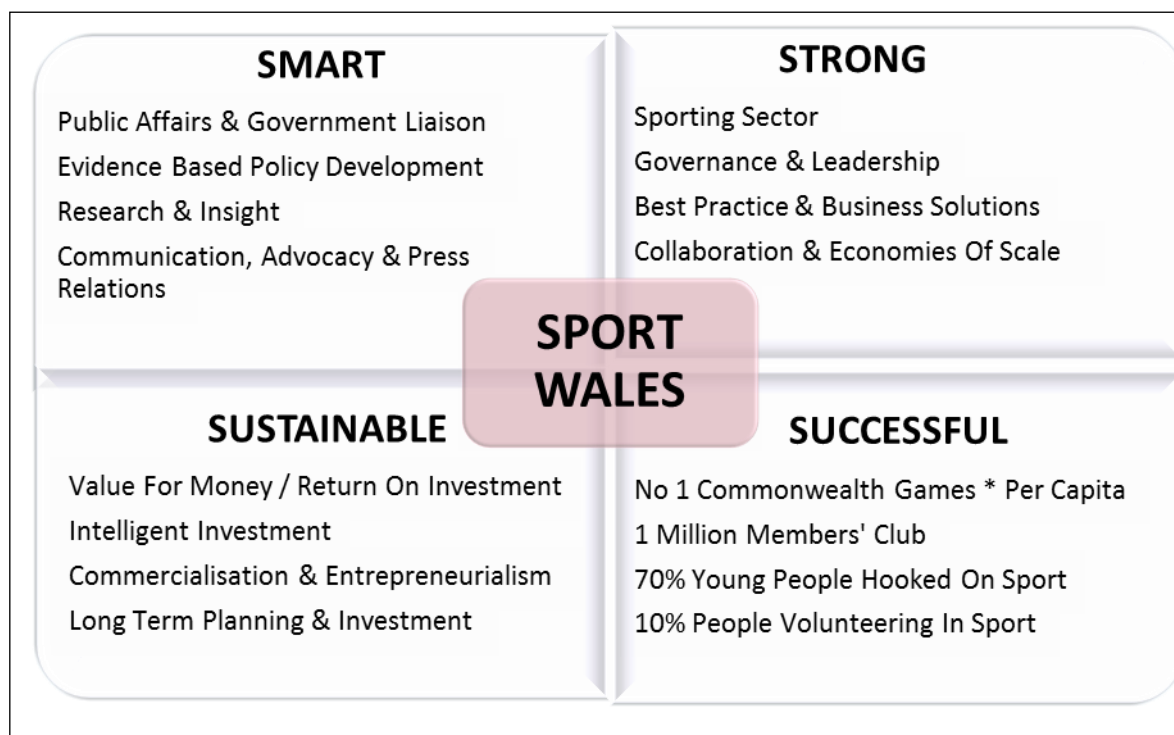 SMART
Public Affairs & Government Liaison
Evidence Based Policy Development
Research & Insight
Communication, Advocacy & Press
Relations
STRONG
Sporting Sector
Governance & Leadership
Best Practice & Business Solutions
Collaboration & Economies Of Scale
SPORT
WALES
SUSTAINABLE
Value For Money / Return On Investment
Intelligent Investment
Commercialisation & Entrepreneurialism
Long Term Planning & Investment
SUCCESSFUL
No 1 Commonwealth Games * Per Capita
1 Million Members' Club
70% Young People Hooked On Sport
10% People Volunteering In Sport